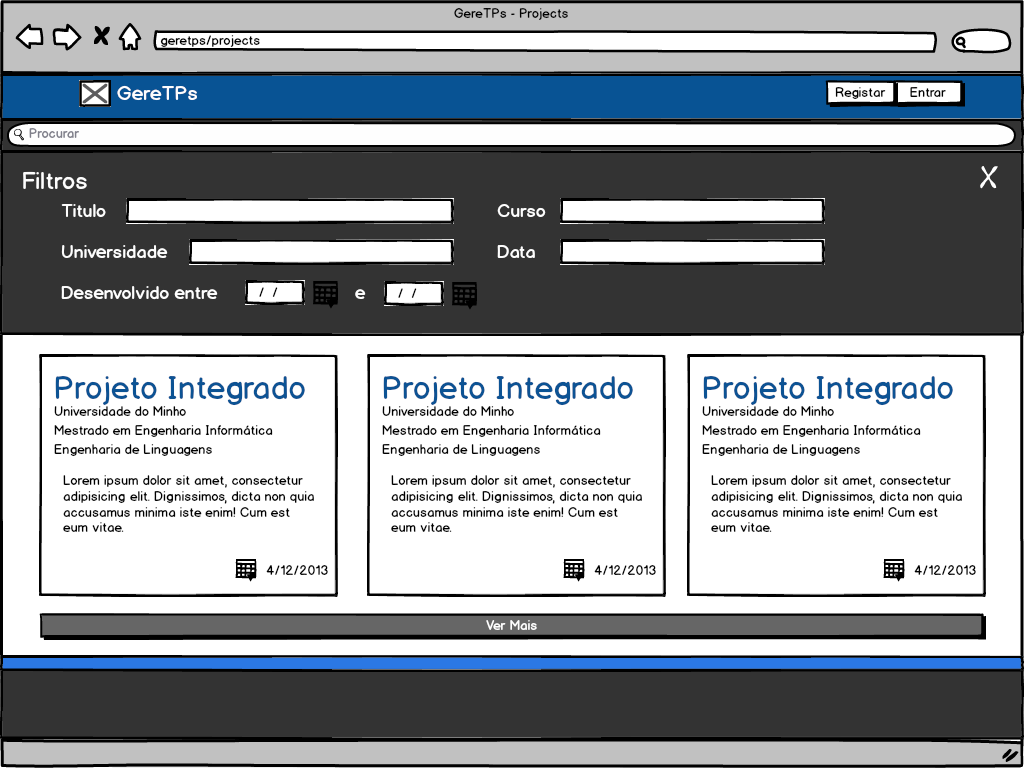 GereTPs - Projects
geretps/projects
GereTPs
Registar Entrar
Procurar
Filtros X
Titulo Curso
Universidade Data
Desenvolvido entre / / e / /
Projeto Integrado
Universidade do Minho
Mestrado em Engenharia Informática
Engenharia de Linguagens
Lorem ipsum dolor sit amet, consectetur
adipisicing elit. Dignissimos, dicta non quia
accusamus minima iste enim! Cum est
eum vitae.
4/12/2013
Projeto Integrado
Universidade do Minho
Mestrado em Engenharia Informática
Engenharia de Linguagens
Lorem ipsum dolor sit amet, consectetur
adipisicing elit. Dignissimos, dicta non quia
accusamus minima iste enim! Cum est
eum vitae.
4/12/2013
Projeto Integrado
Universidade do Minho
Mestrado em Engenharia Informática
Engenharia de Linguagens
Lorem ipsum dolor sit amet, consectetur
adipisicing elit. Dignissimos, dicta non quia
accusamus minima iste enim! Cum est
eum vitae.
4/12/2013
Ver Mais